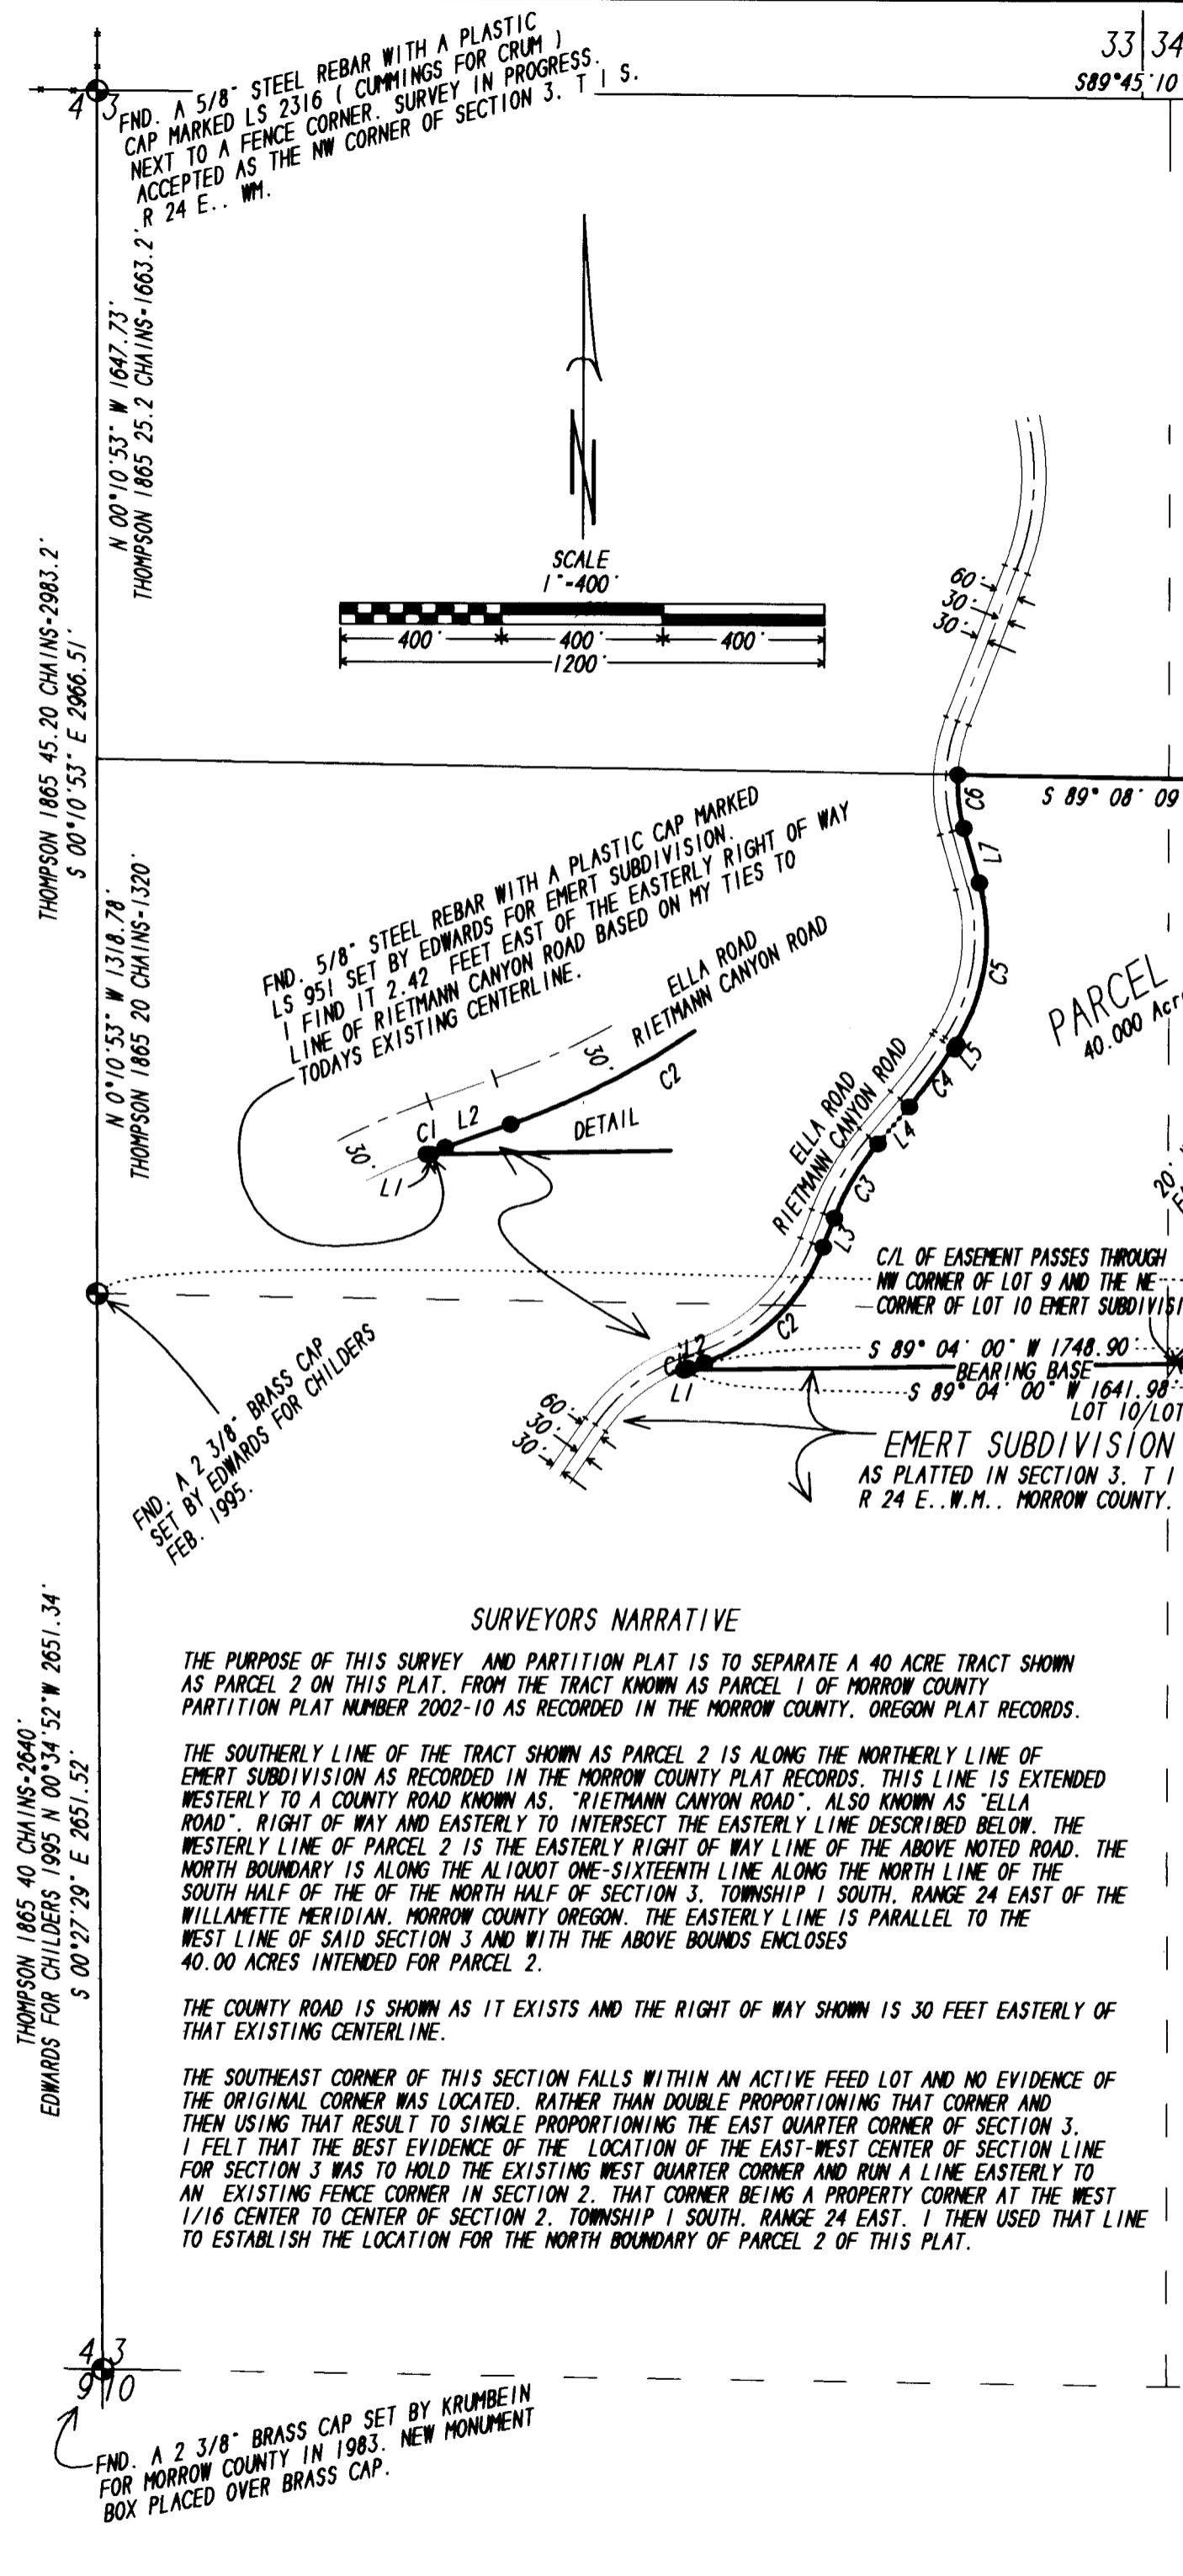 33 34
S89°45'10
4 3
FND. A 5/8" STEEL REBAR WITH A PLASTIC
CAP MARKED LS 2316 ( CUMMINGS FOR CRUM )
NEXT TO A FENCE CORNER. SURVEY IN PROGRESS.
ACCEPTED AS THE NW CORNER OF SECTION 3. T 1 S.
R 24 E.. WM.
N 00°10'53" W 1647.73'
THOMPSON 1865 25.2 CHAINS=1663.2'
SCALE
1"=400'
400' 400' 400'
1200'
60'
30'
30'
THOMPSON 1865 45.20 CHAINS=2983.2'
S 00°10'53" E 2966.51'
C6
S 89° 08' 09
L7
N 0°10'53" W 1318.78'
THOMPSON 1865 20 CHAINS=1320'
FND. 5/8" STEEL REBAR WITH A PLASTIC CAP MARKED
LS 951 SET BY EDWARDS FOR EMERT SUBDIVISION.
I FIND IT 2.42 FEET EAST OF THE EASTERLY RIGHT OF WAY
LINE OF RIETMANN CANYON ROAD BASED ON MY TIES TO
TODAYS EXISTING CENTERLINE.
ELLA ROAD
RIETMANN CANYON ROAD
30'
C2
C1 L2
DETAIL
30'
L1
C5
PARCEL
40.000 Acr
L5
C4
L4
ELLA ROAD
RIETMANN CANYON ROAD
C3
L3
20'
C/L OF EASEMENT PASSES THROUGH
NW CORNER OF LOT 9 AND THE NE
CORNER OF LOT 10 EMERT SUBDIVISI
C2
S 89° 04' 00" W 1748.90'
BEARING BASE
S 89° 04' 00" W 1641.98'
LOT 10/LOT
L2
L1
60'
30'
30'
EMERT SUBDIVISION
AS PLATTED IN SECTION 3. T 1
R 24 E..W.M.. MORROW COUNTY.
FND. A 2 3/8" BRASS CAP
SET BY EDWARDS FOR CHILDERS
FEB. 1995.
THOMPSON 1865 40 CHAINS=2640'
EDWARDS FOR CHILDERS 1995 N 00°34'52"W 2651.34'
S 00°27'29" E 2651.52'
SURVEYORS NARRATIVE
THE PURPOSE OF THIS SURVEY AND PARTITION PLAT IS TO SEPARATE A 40 ACRE TRACT SHOWN
AS PARCEL 2 ON THIS PLAT. FROM THE TRACT KNOWN AS PARCEL 1 OF MORROW COUNTY
PARTITION PLAT NUMBER 2002-10 AS RECORDED IN THE MORROW COUNTY. OREGON PLAT RECORDS.
THE SOUTHERLY LINE OF THE TRACT SHOWN AS PARCEL 2 IS ALONG THE NORTHERLY LINE OF
EMERT SUBDIVISION AS RECORDED IN THE MORROW COUNTY PLAT RECORDS. THIS LINE IS EXTENDED
WESTERLY TO A COUNTY ROAD KNOWN AS. "RIETMANN CANYON ROAD". ALSO KNOWN AS "ELLA
ROAD". RIGHT OF WAY AND EASTERLY TO INTERSECT THE EASTERLY LINE DESCRIBED BELOW. THE
WESTERLY LINE OF PARCEL 2 IS THE EASTERLY RIGHT OF WAY LINE OF THE ABOVE NOTED ROAD. THE
NORTH BOUNDARY IS ALONG THE ALIQUOT ONE-SIXTEENTH LINE ALONG THE NORTH LINE OF THE
SOUTH HALF OF THE OF THE NORTH HALF OF SECTION 3. TOWNSHIP 1 SOUTH. RANGE 24 EAST OF THE
WILLAMETTE MERIDIAN. MORROW COUNTY OREGON. THE EASTERLY LINE IS PARALLEL TO THE
WEST LINE OF SAID SECTION 3 AND WITH THE ABOVE BOUNDS ENCLOSES
40.00 ACRES INTENDED FOR PARCEL 2.
THE COUNTY ROAD IS SHOWN AS IT EXISTS AND THE RIGHT OF WAY SHOWN IS 30 FEET EASTERLY OF
THAT EXISTING CENTERLINE.
THE SOUTHEAST CORNER OF THIS SECTION FALLS WITHIN AN ACTIVE FEED LOT AND NO EVIDENCE OF
THE ORIGINAL CORNER WAS LOCATED. RATHER THAN DOUBLE PROPORTIONING THAT CORNER AND
THEN USING THAT RESULT TO SINGLE PROPORTIONING THE EAST QUARTER CORNER OF SECTION 3.
I FELT THAT THE BEST EVIDENCE OF THE LOCATION OF THE EAST-WEST CENTER OF SECTION LINE
FOR SECTION 3 WAS TO HOLD THE EXISTING WEST QUARTER CORNER AND RUN A LINE EASTERLY TO
AN EXISTING FENCE CORNER IN SECTION 2. THAT CORNER BEING A PROPERTY CORNER AT THE WEST
1/16 CENTER TO CENTER OF SECTION 2. TOWNSHIP 1 SOUTH. RANGE 24 EAST. I THEN USED THAT LINE
TO ESTABLISH THE LOCATION FOR THE NORTH BOUNDARY OF PARCEL 2 OF THIS PLAT.
4 3
9 10
FND. A 2 3/8" BRASS CAP SET BY KRUMBEIN
FOR MORROW COUNTY IN 1983. NEW MONUMENT
BOX PLACED OVER BRASS CAP.